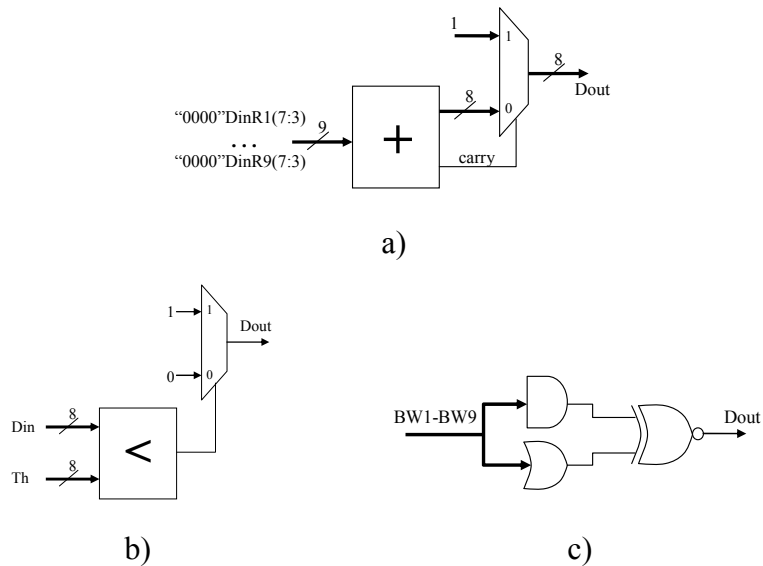 1
1
8
Dout
8
0
“0000”DinR1(7:3)
9
...
+
“0000”DinR9(7:3)
carry
a)
1
1
Dout
0
0
8
Din
<
8
Th
BW1-BW9
Dout
b)
c)